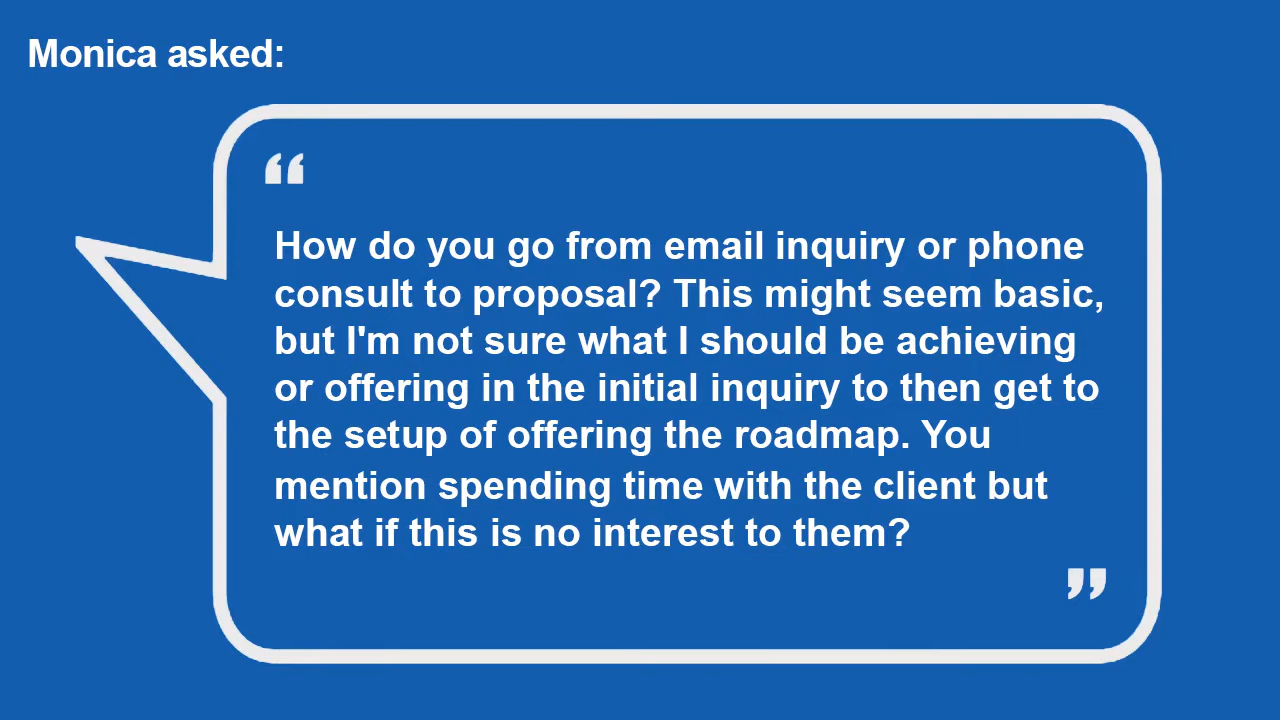 Monica asked:
“
How do you go from email inquiry or phone
consult to proposal? This might seem basic,
but I'm not sure what I should be achieving
or offering in the initial inquiry to then get to
the setup of offering the roadmap. You
mention spending time with the client but
what if this is no interest to them?
”